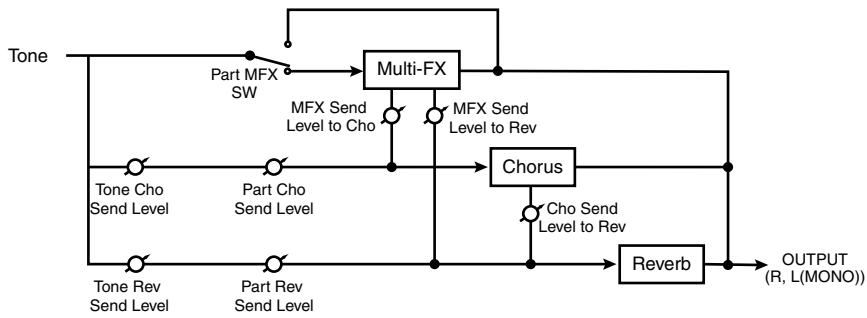 Tone
Part MFX
SW
Multi-FX
MFX Send
Level to Cho
MFX Send
Level to Rev
Tone Cho
Send Level
Part Cho
Send Level
Chorus
Cho Send
Level to Rev
Tone Rev
Send Level
Part Rev
Send Level
Reverb
OUTPUT
(R, L(MONO))